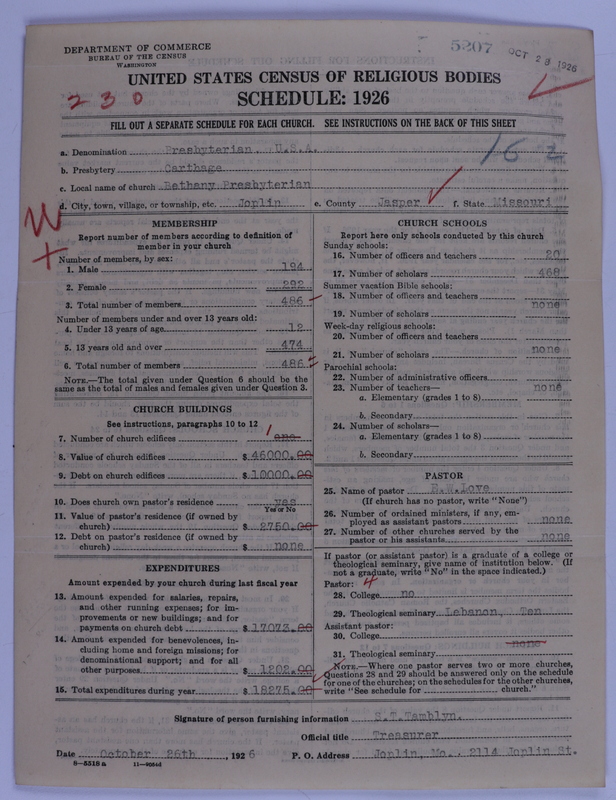 DEPARTMENT OF COMMERCE
BUREAU OF THE CENSUS
WASHINGTON
5207 OCT 28 1926
UNITED STATES CENSUS OF RELIGIOUS BODIES
230
SCHEDULE: 1926
FILL OUT A SEPARATE SCHEDULE FOR EACH CHURCH. SEE INSTRUCTIONS ON THE BACK OF THIS SHEET
a. Denomination Presbyterian U.S.A.
162
b. Presbytery Carthage
c. Local name of church Bethany Presbyterian
d. City, town, village, or township, etc. Joplin e. County Jasper f. State Missouri
MEMBERSHIP
Report number of members according to definition of
member in your church
Number of members, by sex:
1. Male 194
2. Female 292
3. Total number of members 486
Number of members under and over 13 years old:
4. Under 13 years of age 12
5. 13 years old and over 474
6. Total number of members 486
NOTE.—The total given under Question 6 should be the
same as the total of males and females given under Question 3.
CHURCH BUILDINGS
See instructions, paragraphs 10 to 12
7. Number of church edifices one 1
8. Value of church edifices $ 46000.00
9. Debt on church edifices $ 10000.00
10. Does church own pastor's residence yes
Yes or No
11. Value of pastor's residence (if owned by
church) $ 2750.00
12. Debt on pastor's residence (if owned by
church) $ none
EXPENDITURES
Amount expended by your church during last fiscal year
13. Amount expended for salaries, repairs,
and other running expenses; for im-
provements or new buildings; and for
payments on church debt $ 17073.00
14. Amount expended for benevolences, in-
cluding home and foreign missions; for
denominational support; and for all
other purposes $ 1202.00
15. Total expenditures during year $ 18275.00
CHURCH SCHOOLS
Report here only schools conducted by this church
Sunday schools:
16. Number of officers and teachers 20
17. Number of scholars 468
Summer vacation Bible schools:
18. Number of officers and teachers
none
19. Number of scholars
Week-day religious schools:
20. Number of officers and teachers
none
21. Number of scholars
Parochial schools:
22. Number of administrative officers
23. Number of teachers— none
a. Elementary (grades 1 to 8)
b. Secondary
24. Number of scholars—
a. Elementary (grades 1 to 8)
b. Secondary
PASTOR
25. Name of pastor Love
(If church has no pastor, write "None")
26. Number of ordained ministers, if any, em-
ployed as assistant pastors none
27. Number of other churches served by the
pastor or his assistants none
If pastor (or assistant pastor) is a graduate of a college or
theological seminary, give name of institution below. (If
not a graduate, write "No" in the space indicated.)
Pastor: 4
28. College no
29. Theological seminary Lebanon, Ten
Assistant pastor:
30. College
none
31. Theological seminary
NOTE.—Where one pastor serves two or more churches,
Questions 28 and 29 should be answered only on the schedule
for one of the churches; on the schedules for the other churches,
write "See schedule for church."
Signature of person furnishing information S.T.Tamblyn.
Official title Treasurer
Date October 26th, 1926 P. O. Address Joplin, Mo., 2114 Joplin St.
8—5518 a